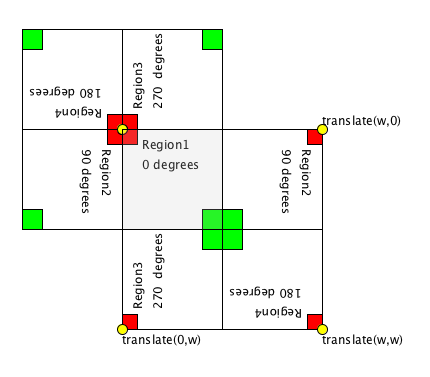 Region3
270 degrees
Region4
180 degrees
translate(w,0)
Region1
0 degrees
Region2
90 degrees
Region2
90 degrees
Region3
270 degrees
Region4
180 degrees
translate(0,w)
translate(w,w)